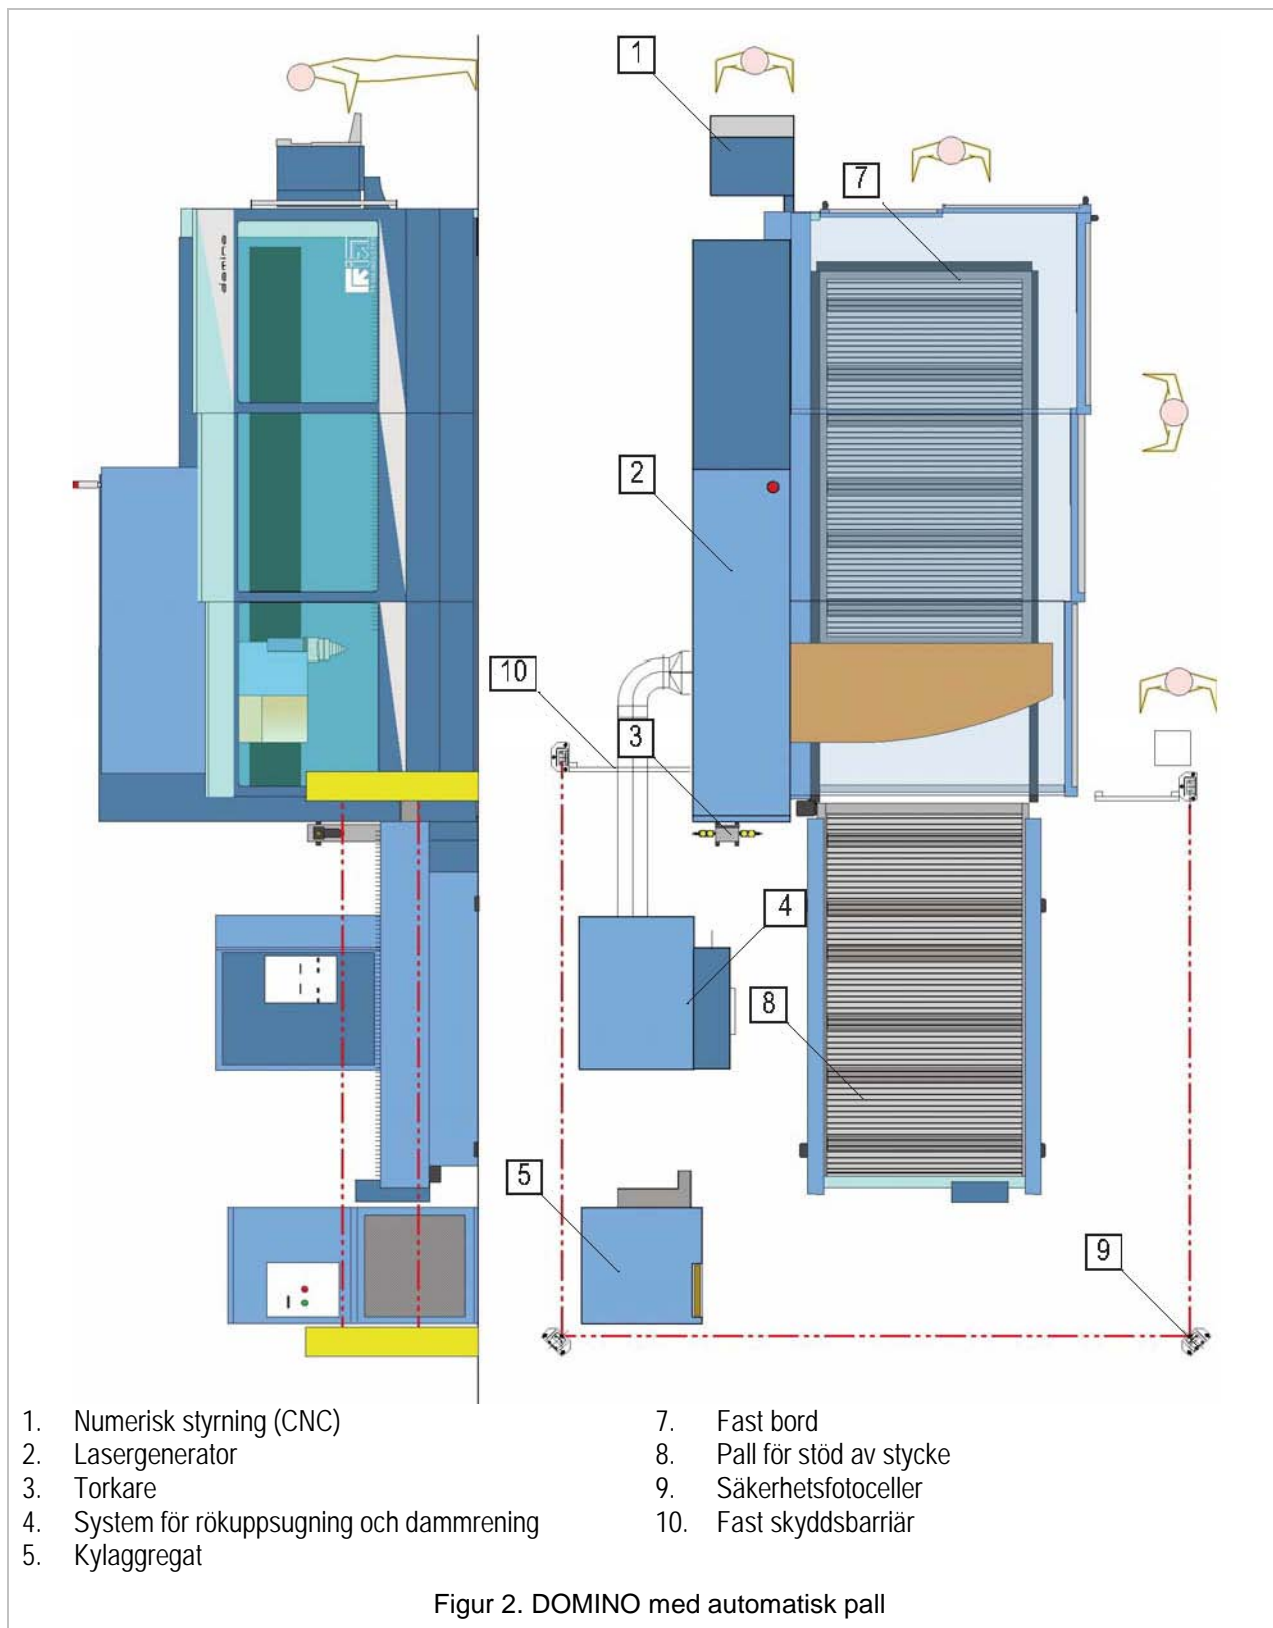 1
7
domino
2
10
3
4
8
5
9
1. Numerisk styrning (CNC)
2. Lasergenerator
3. Torkare
4. System för rökuppsugning och dammrening
5. Kylaggregat
7. Fast bord
8. Pall för stöd av stycke
9. Säkerhetsfotoceller
10. Fast skyddsbarriär
Figur 2. DOMINO med automatisk pall